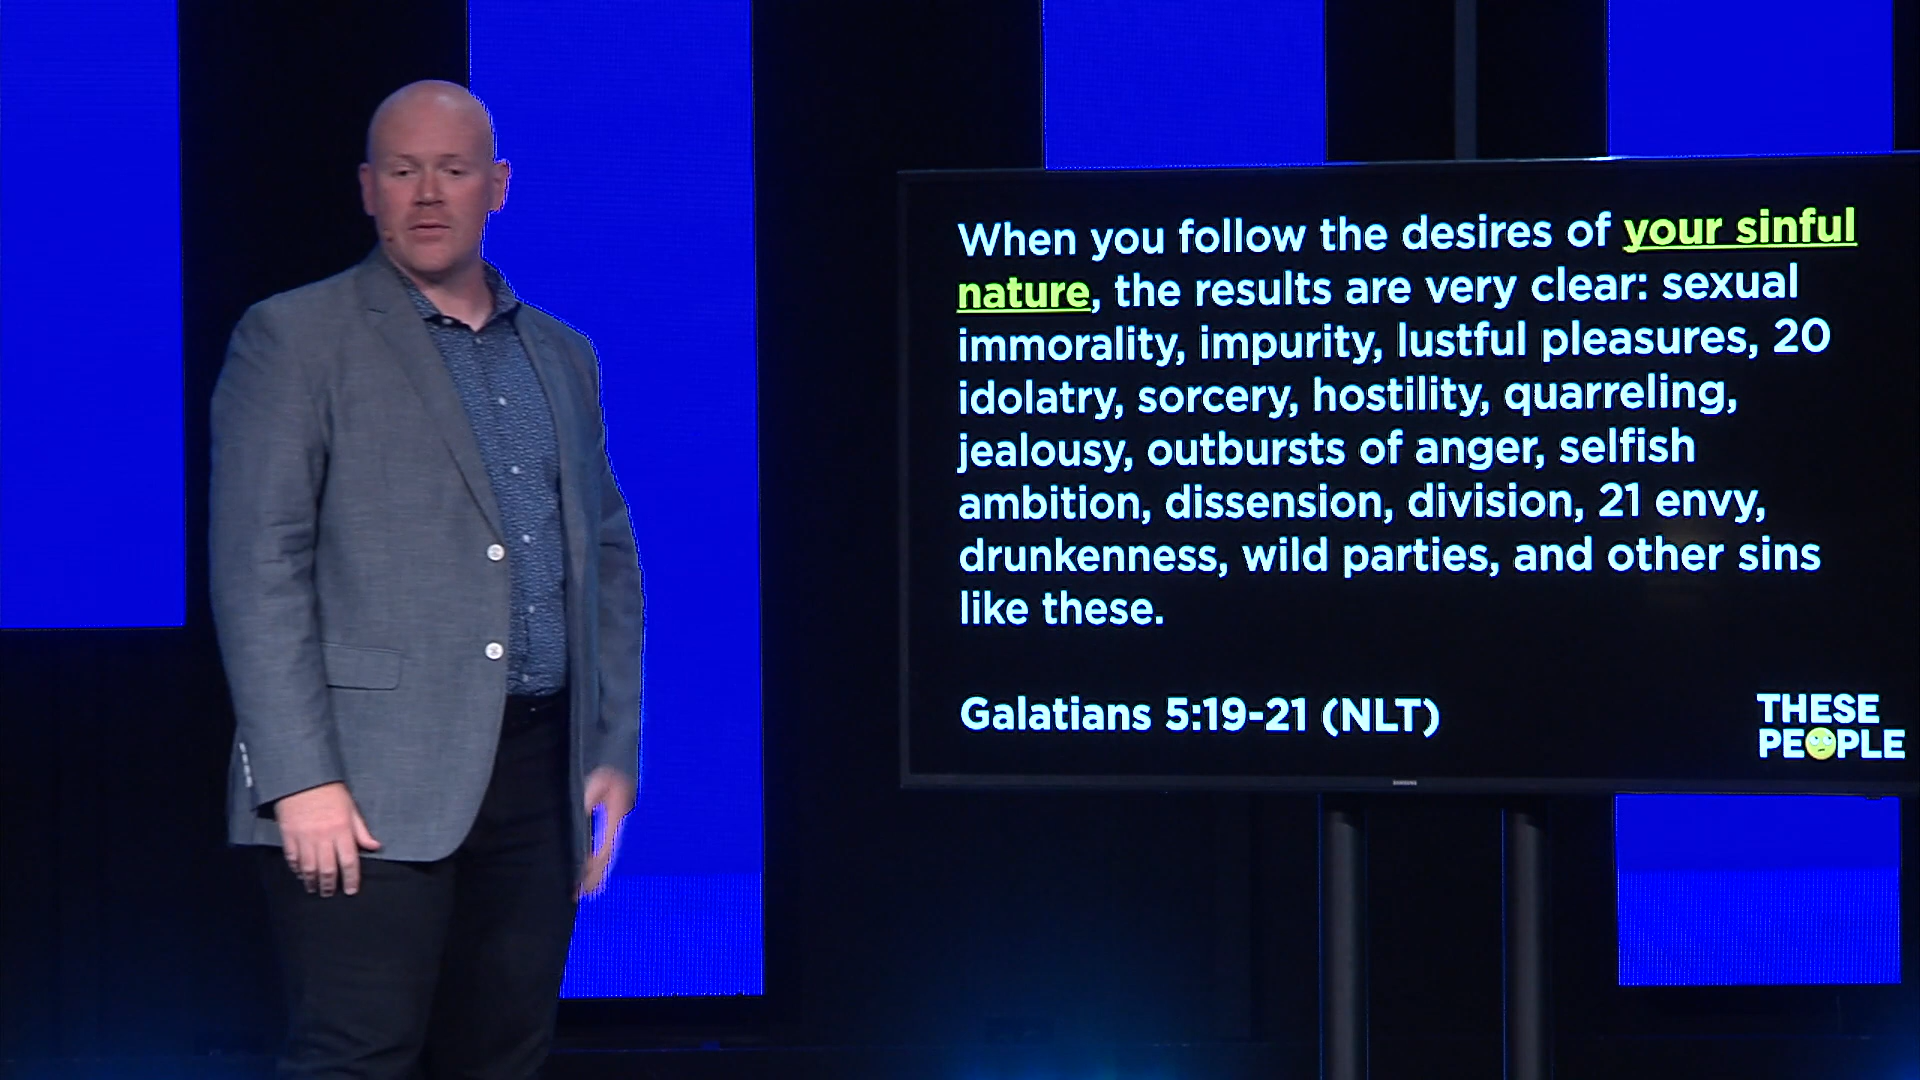 When you follow the desires of your sinful
nature, the results are very clear: sexual
immorality, impurity, lustful pleasures, 20
idolatry, sorcery, hostility, quarreling,
jealousy, outbursts of anger, selfish
ambition, dissension, division, 21 envy,
drunkenness, wild parties, and other sins
like these.
Galatians 5:19-21 (NLT)
THESE
PEOPLE
SAMSUNG